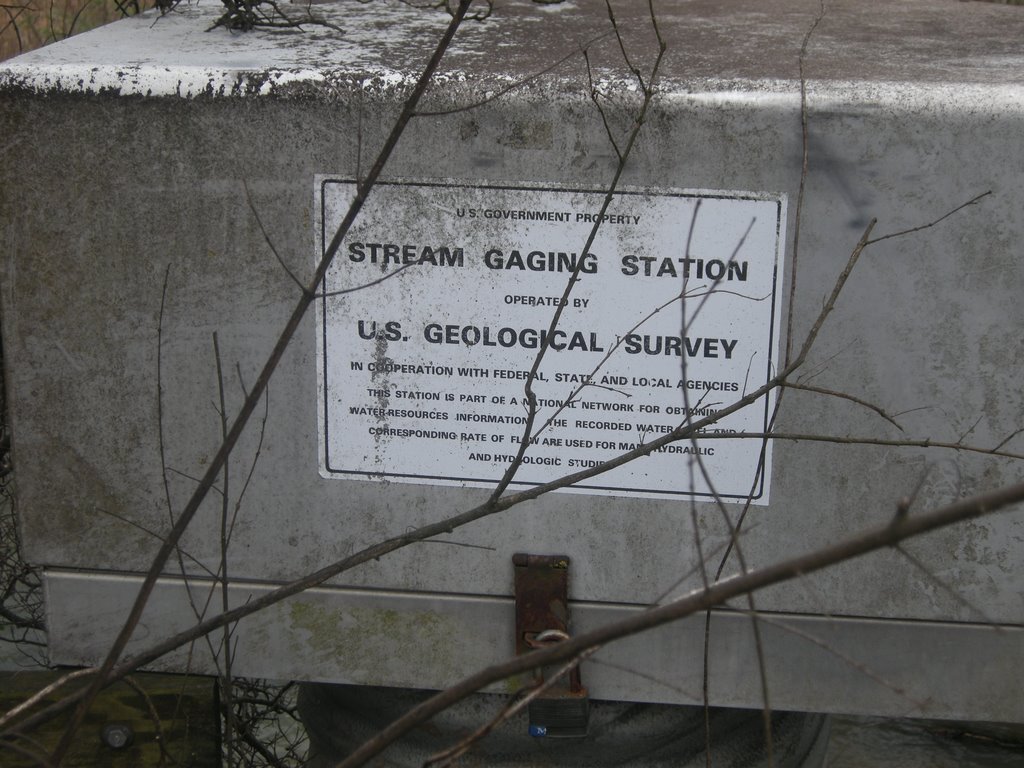 U.S. GOVERNMENT PROPERTY
STREAM GAGING STATION
OPERATED BY
U.S. GEOLOGICAL SURVEY
IN COOPERATION WITH FEDERAL, STATE, AND LOCAL AGENCIES
THIS STATION IS PART OF A NATIONAL NETWORK FOR OBTAINING
WATER RESOURCES INFORMATION. THE RECORDED WATER AND
CORRESPONDING RATE OF FLOW ARE USED FOR MANY HYDRAULIC
AND HYDROLOGIC STUDIES
M